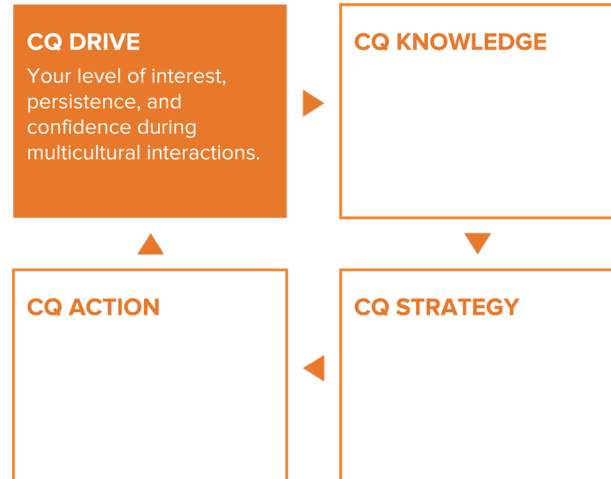 CQ DRIVE
Your level of interest,
persistence, and
confidence during
multicultural interactions.
CQ KNOWLEDGE
CQ ACTION
CQ STRATEGY